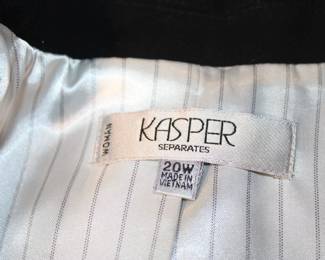 WOMAN
KASPER
SEPARATES
20W
MADE IN
VIETNAM